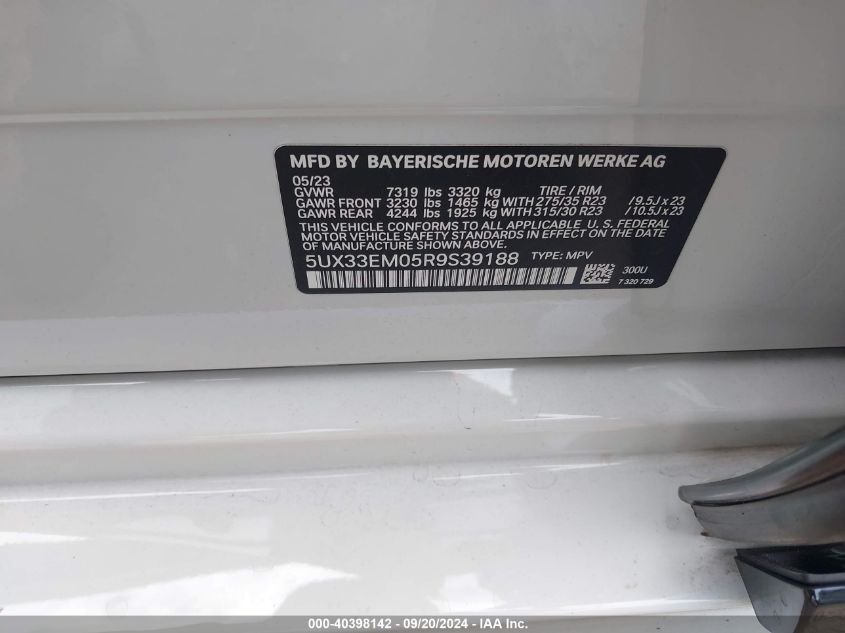 MFD BY BAYERISCHE MOTOREN WERKE AG
05/23
GVWR 7319 lbs 3320 kg TIRE / RIM
GAWR FRONT 3230 lbs 1465 kg WITH 275/35 R23 /9.5J x 23
GAWR REAR 4244 lbs 1925 kg WITH 315/30 R23 /10.5J x 23
THIS VEHICLE CONFORMS TO ALL APPLICABLE U. S. FEDERAL
MOTOR VEHICLE SAFETY STANDARDS IN EFFECT ON THE DATE
OF MANUFACTURE SHOWN ABOVE.
5UX33EM05R9S39188 TYPE: MPV
300U
7 320 729
000-40398142 - 09/20/2024 - IAA Inc.